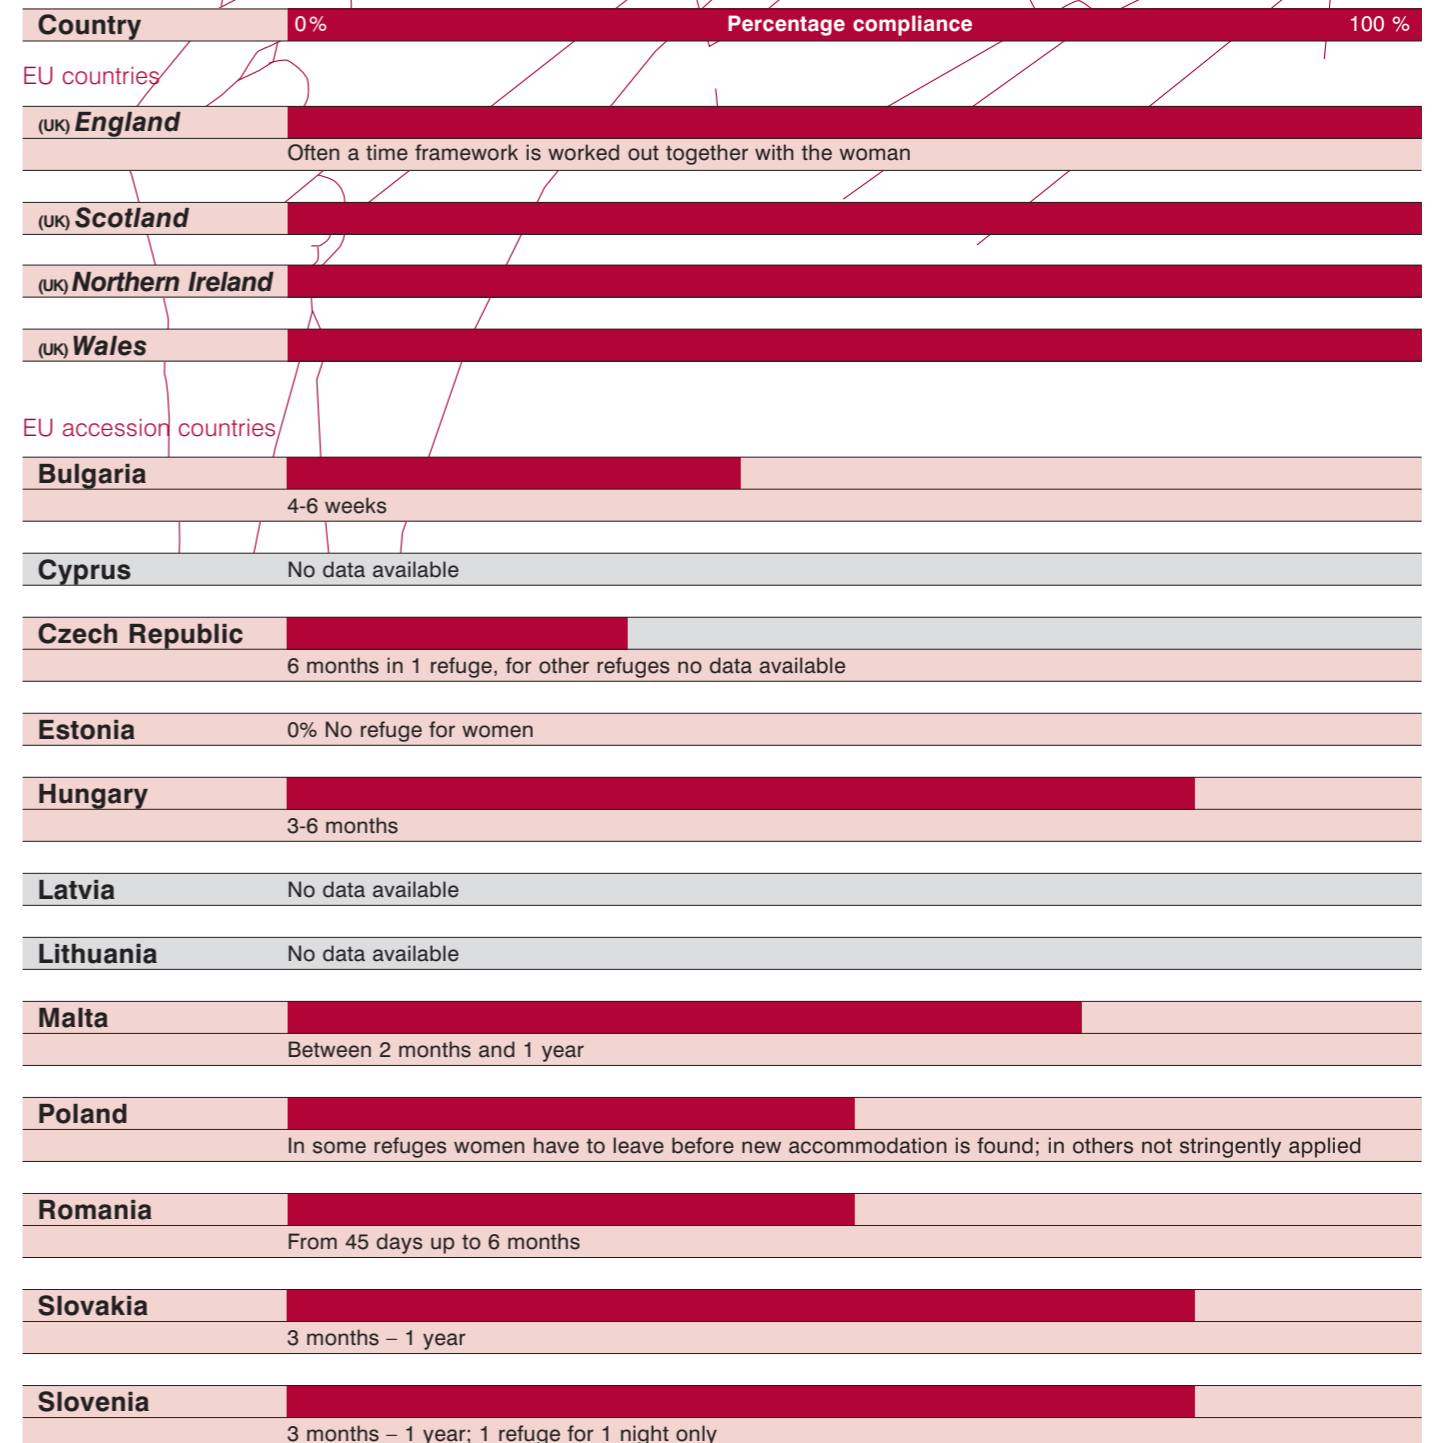 Country 0% Percentage compliance 100 %
EU countries
(UK) England
Often a time framework is worked out together with the woman
(UK) Scotland
(UK) Northern Ireland
(UK) Wales
EU accession countries
Bulgaria
4-6 weeks
Cyprus No data available
Czech Republic
6 months in 1 refuge, for other refuges no data available
Estonia 0% No refuge for women
Hungary
3-6 months
Latvia No data available
Lithuania No data available
Malta
Between 2 months and 1 year
Poland
In some refuges women have to leave before new accommodation is found; in others not stringently applied
Romania
From 45 days up to 6 months
Slovakia
3 months – 1 year
Slovenia
3 months – 1 year; 1 refuge for 1 night only